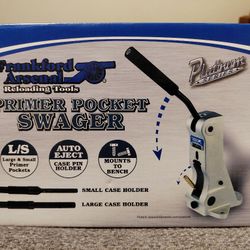 Frankford
Arsenal
Reloading Tools
Platinum
SERIES
PRIMER POCKET
SWAGER
L/S
Large & Small
Primer
Pockets
AUTO
EJECT
CASE PIN
HOLDER
MOUNTS
TO BENCH
SMALL CASE HOLDER
LARGE CASE HOLDER